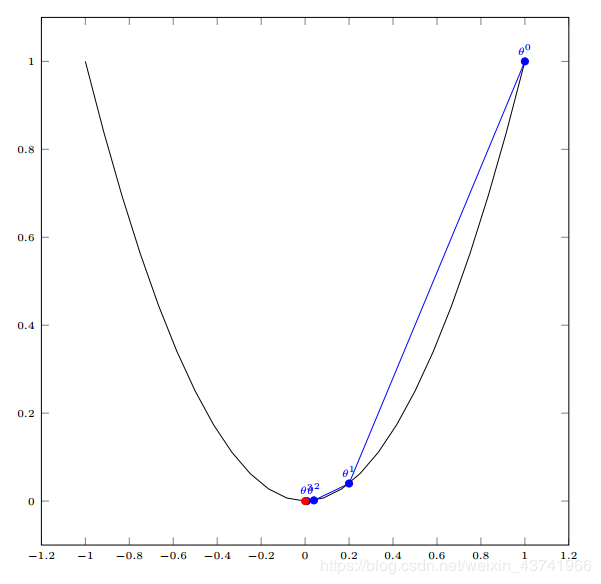 θ⁰
1
0.8
0.6
0.4
0.2
θ¹
θ³ θ²
0
−1.2 −1 −0.8 −0.6 −0.4 −0.2 0 0.2 0.4 0.6 0.8 1 1.2
https://blog.csdn.net/weixin_43741966